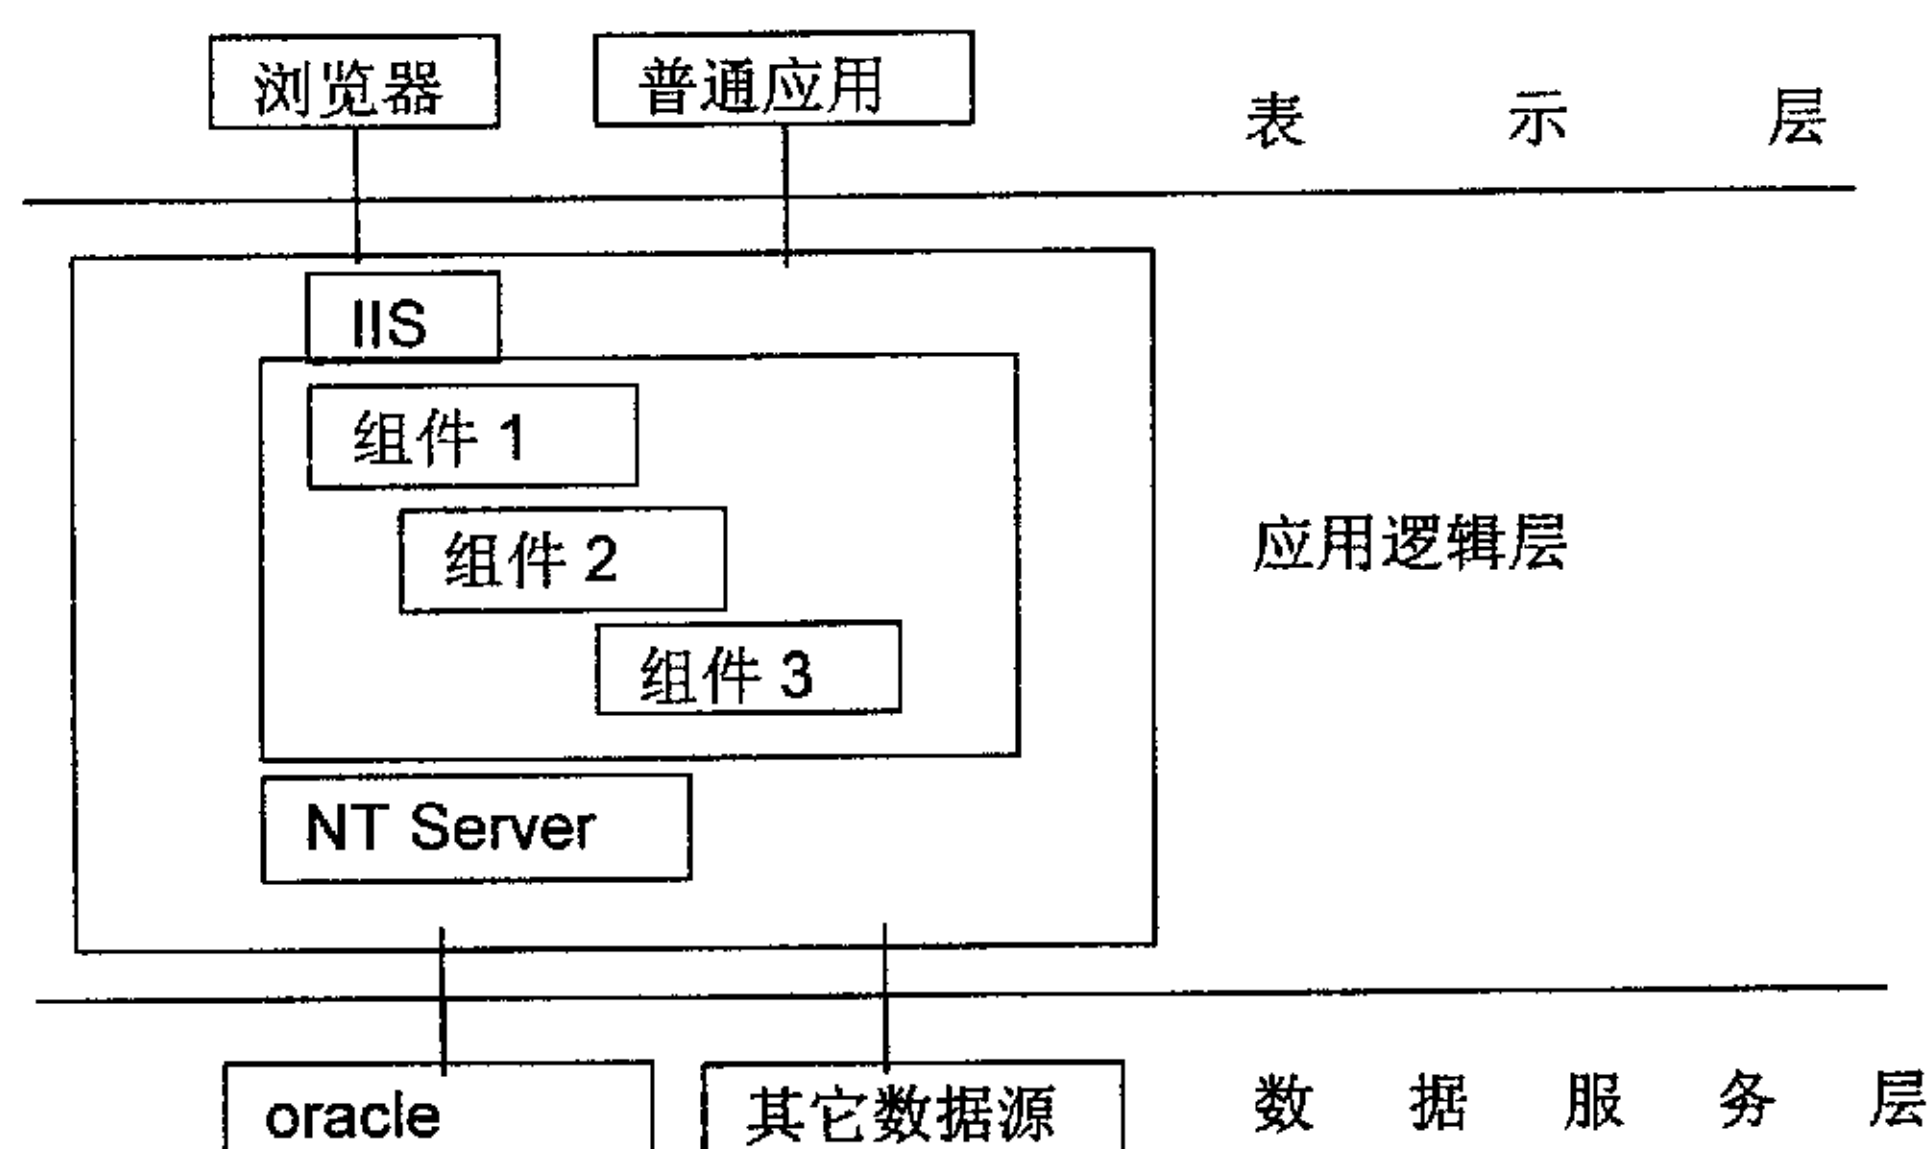 浏览器
普通应用
表示层
IIS
组件 1
组件 2
应用逻辑层
组件 3
NT Server
oracle
其它数据源
数据服务层